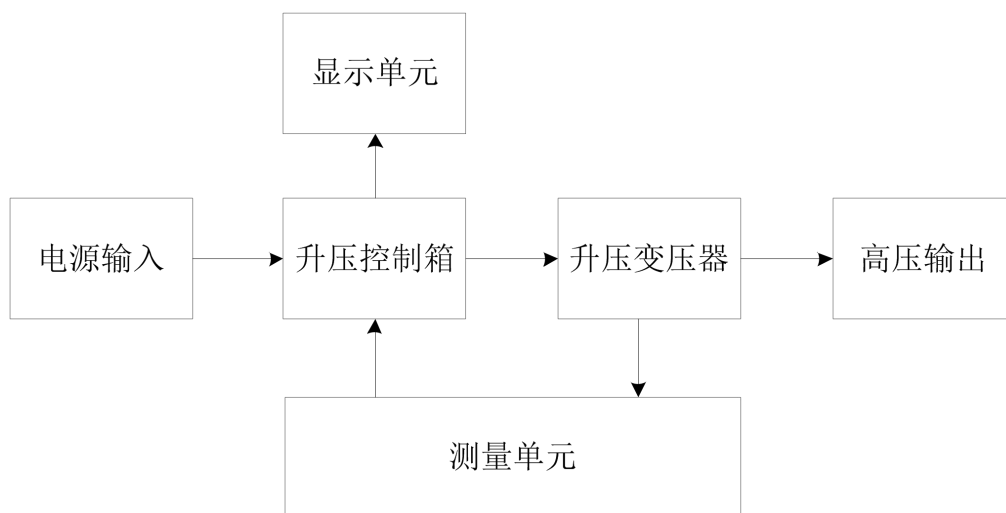 显示单元
电源输入
升压控制箱
升压变压器
高压输出
测量单元